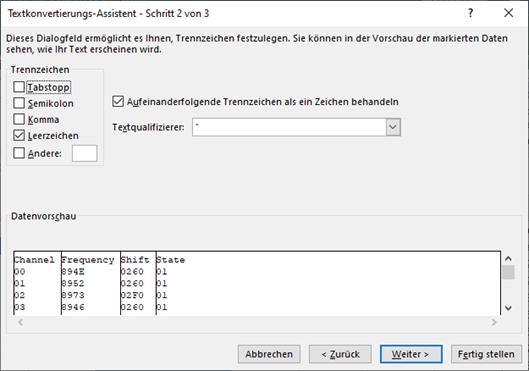 Textkonvertierungs-Assistent - Schritt 2 von 3
Dieses Dialogfeld ermöglicht es Ihnen, Trennzeichen festzulegen. Sie können in der Vorschau der markierten Daten
sehen, wie Ihr Text erscheinen wird.
Trennzeichen
Tabstopp
Semikolon
Komma
Leerzeichen
Andere:
Aufeinanderfolgende Trennzeichen als ein Zeichen behandeln
Textqualifizierer: "
Datenvorschau
Channel Frequency Shift State
00 894E 0260 01
01 8952 0260 01
02 8973 02F0 01
03 8946 0260 01
Abbrechen < Zurück Weiter > Fertig stellen